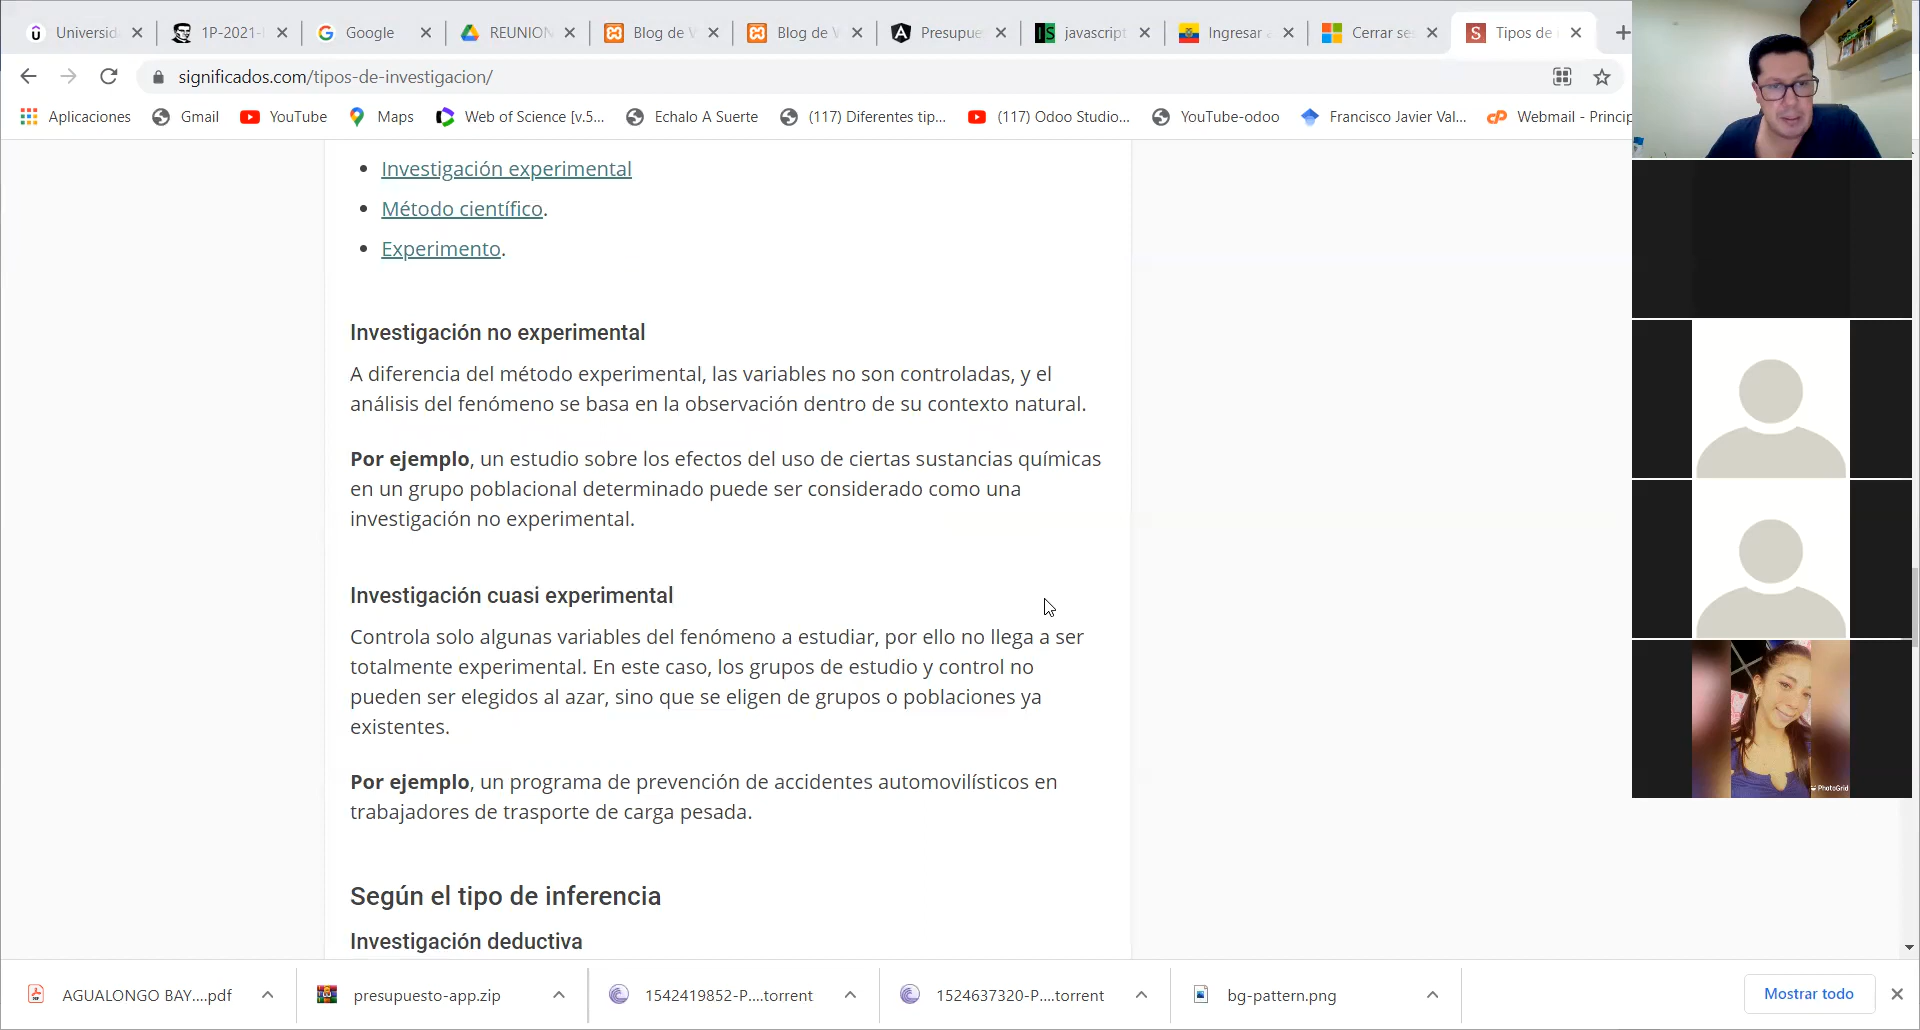 Universid
1P-2021-
Google
REUNION
Blog de V
Blog de V
Presupue
javascript
Ingresar a
Cerrar ses
Tipos de i
significados.com/tipos-de-investigacion/
Aplicaciones
Gmail
YouTube
Maps
Web of Science [v.5...
Echalo A Suerte
(117) Diferentes tip...
(117) Odoo Studio...
YouTube-odoo
Francisco Javier Val...
Webmail - Princip
Investigación experimental
Método científico.
Experimento.
Investigación no experimental
A diferencia del método experimental, las variables no son controladas, y el
análisis del fenómeno se basa en la observación dentro de su contexto natural.
Por ejemplo, un estudio sobre los efectos del uso de ciertas sustancias químicas
en un grupo poblacional determinado puede ser considerado como una
investigación no experimental.
Investigación cuasi experimental
Controla solo algunas variables del fenómeno a estudiar, por ello no llega a ser
totalmente experimental. En este caso, los grupos de estudio y control no
pueden ser elegidos al azar, sino que se eligen de grupos o poblaciones ya
existentes.
Por ejemplo, un programa de prevención de accidentes automovilísticos en
trabajadores de trasporte de carga pesada.
Según el tipo de inferencia
Investigación deductiva
PhotoGrid
AGUALONGO BAY....pdf
presupuesto-app.zip
1542419852-P....torrent
1524637320-P....torrent
bg-pattern.png
Mostrar todo